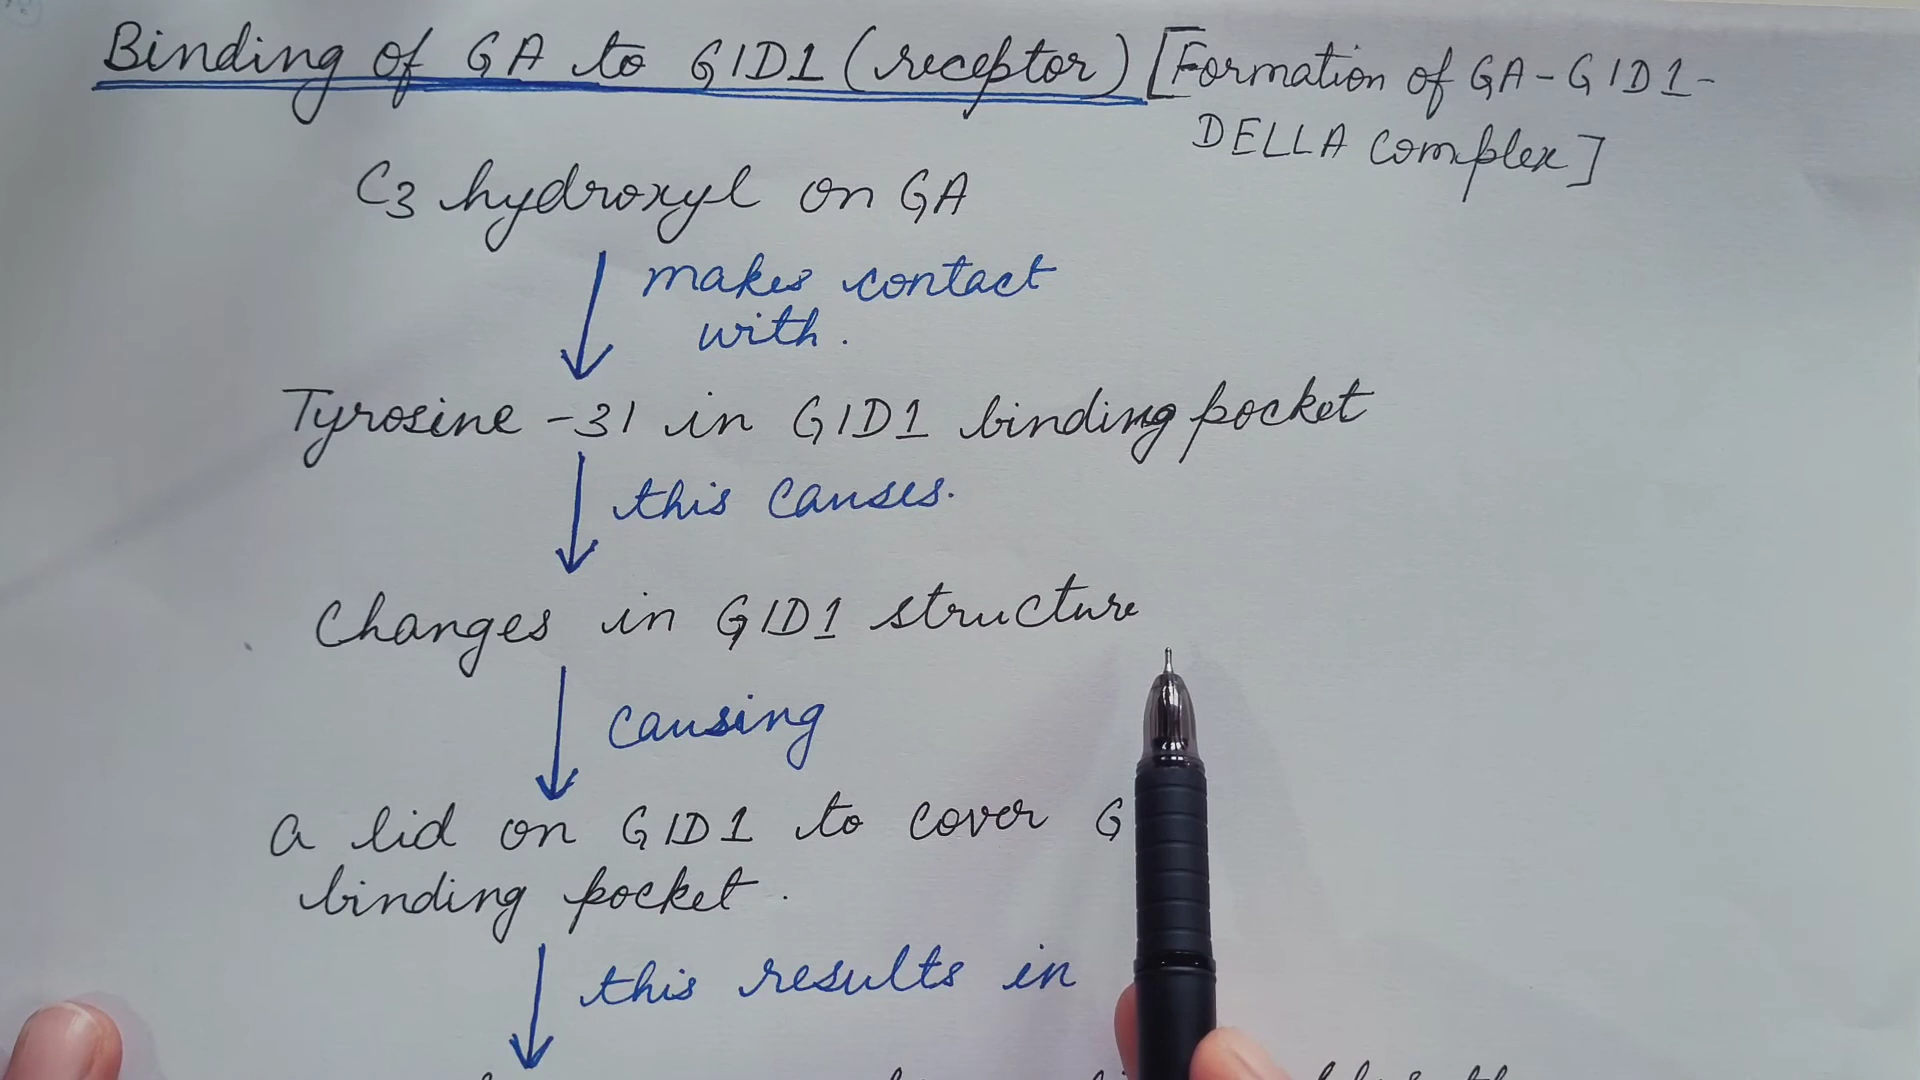 Binding of GA to GID1 (receptor) [Formation of GA-GID1-
DELLA Complex]
C3 hydroxyl on GA
makes contact
with.
Tyrosine -31 in GID1 binding pocket
this causes.
Changes in GID1 structure
causing
a lid on GID1 to cover G
binding pocket.
this results in